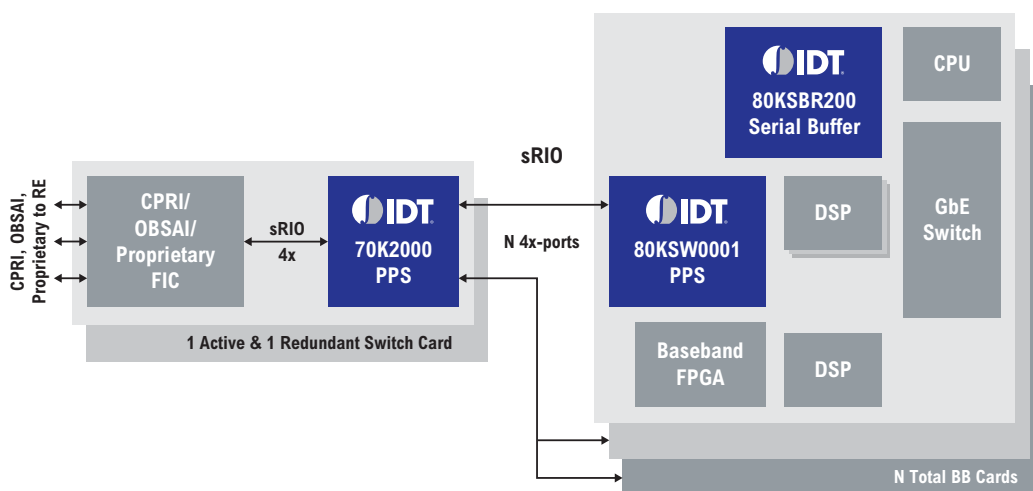 CPRI, OBSAI,
Proprietary to RE
CPRI/
OBSAI/
Proprietary
FIC
sRIO
4x
IDT
70K2000
PPS
1 Active & 1 Redundant Switch Card
sRIO
N 4x-ports
IDT
80KSBR200
Serial Buffer
CPU
IDT
80KSW0001
PPS
DSP
GbE
Switch
Baseband
FPGA
DSP
N Total BB Cards